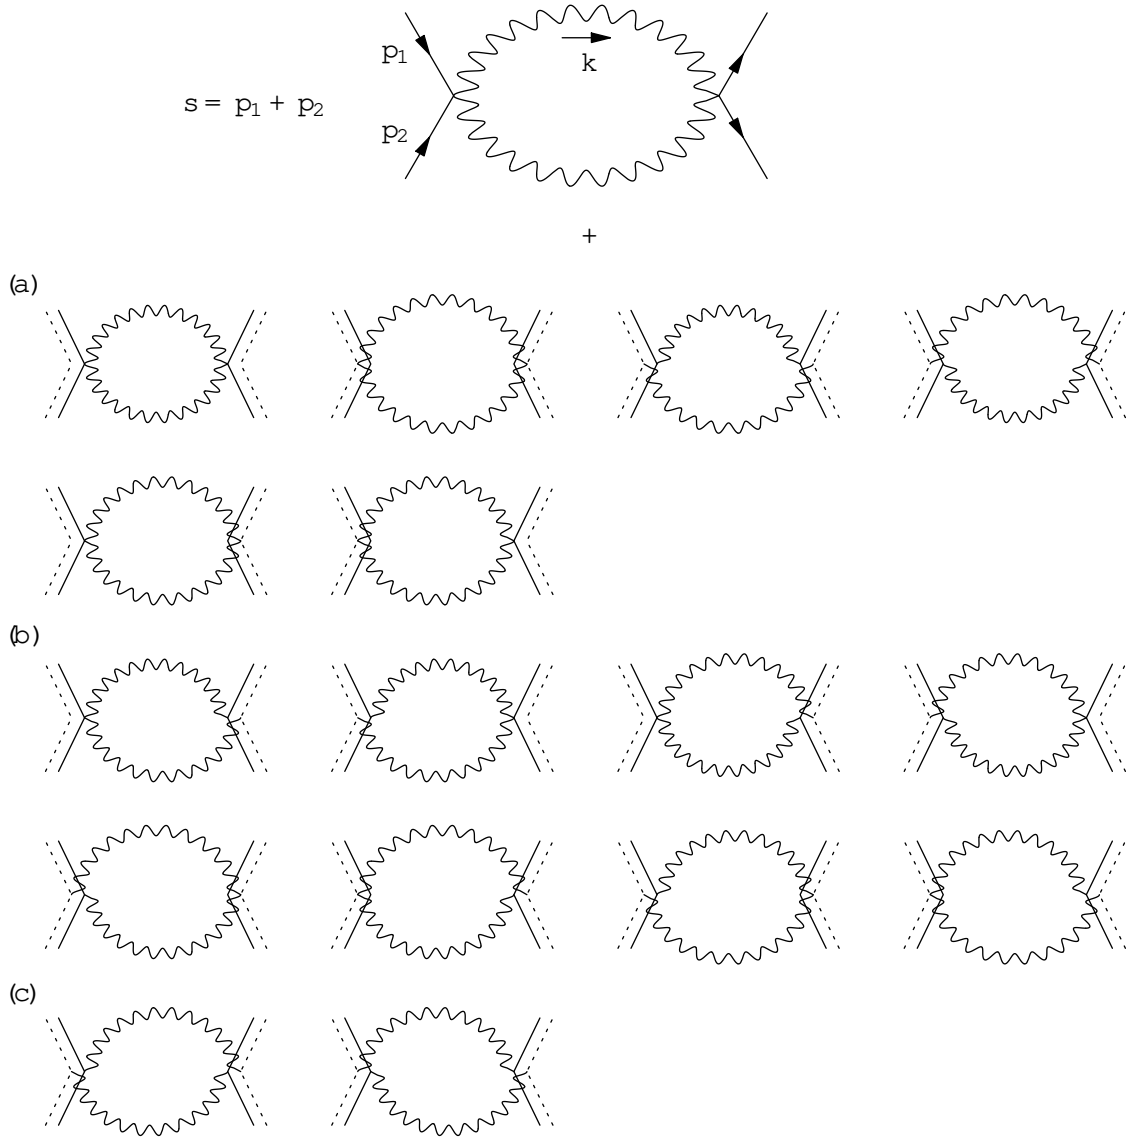 p₁
k
s = p₁ + p₂
p₂
+
(a)
(b)
(c)